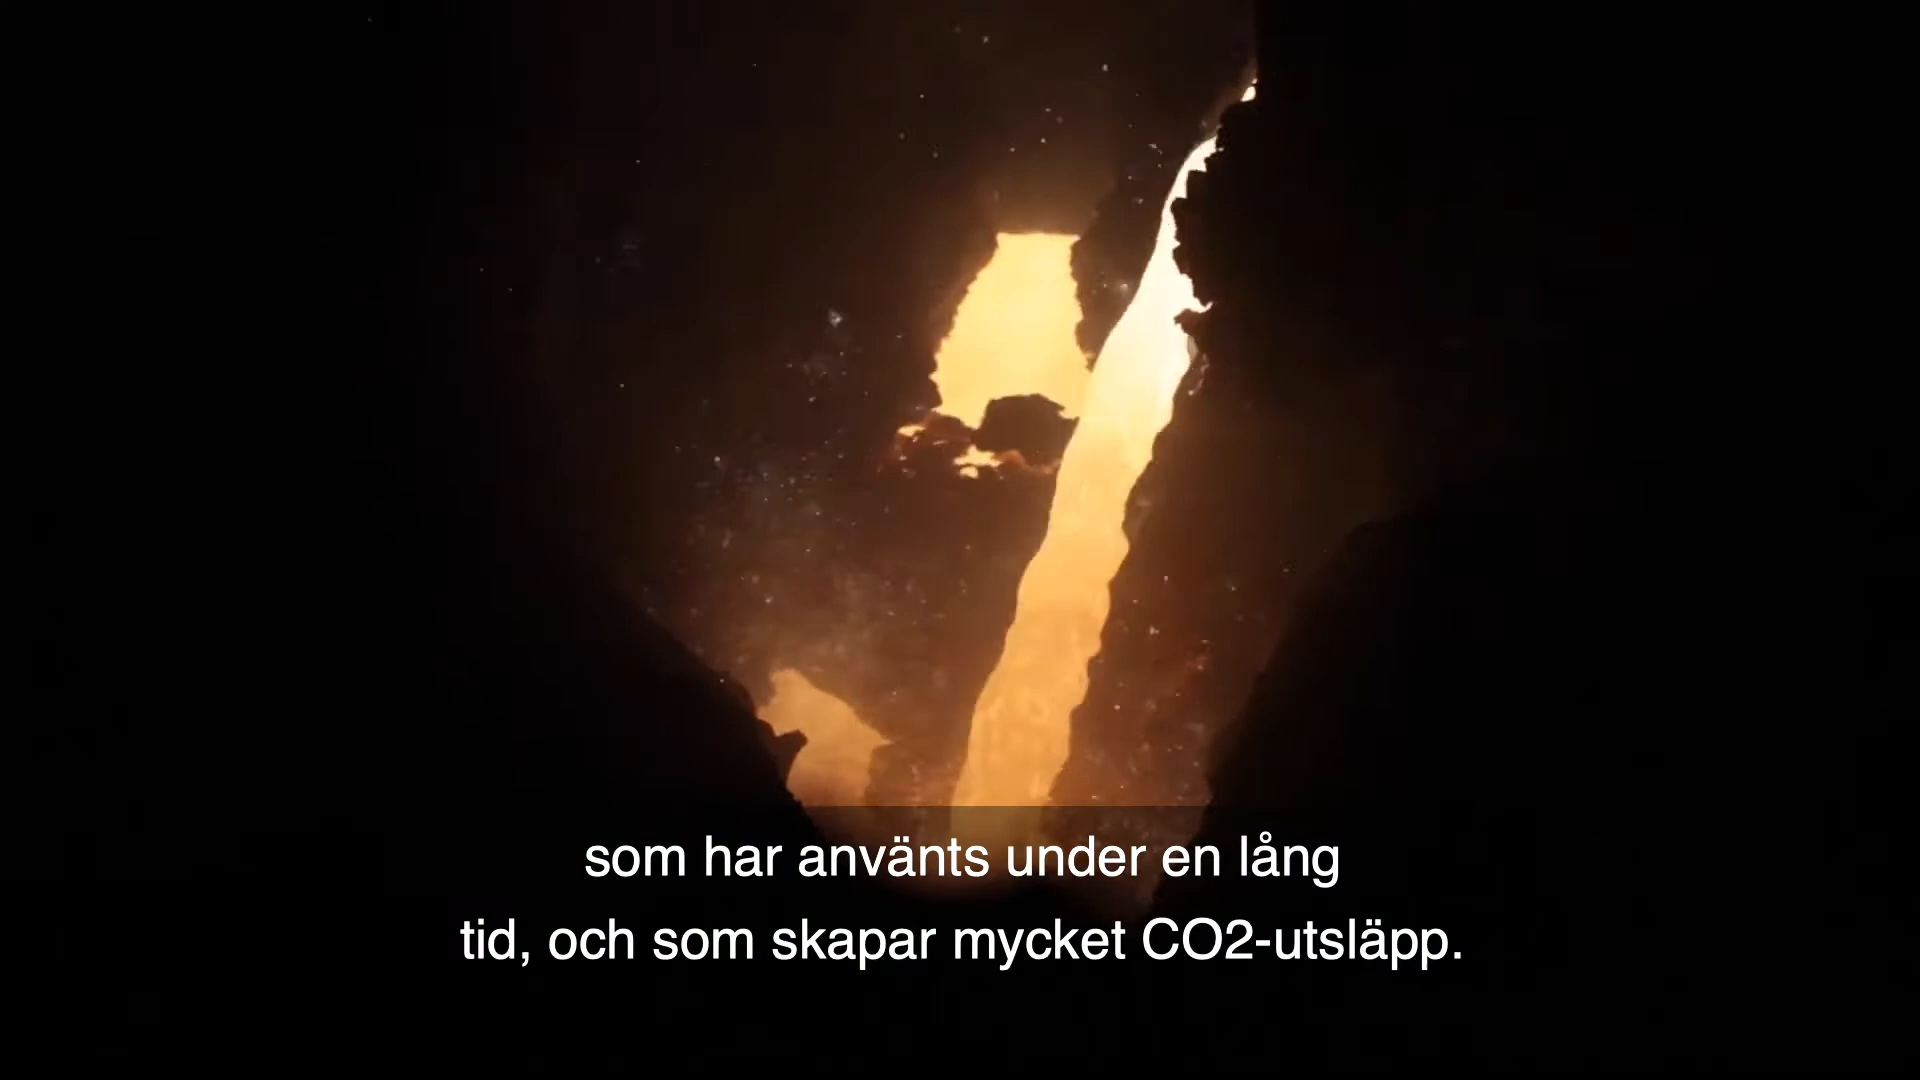 som har använts under en lång
tid, och som skapar mycket CO2-utsläpp.